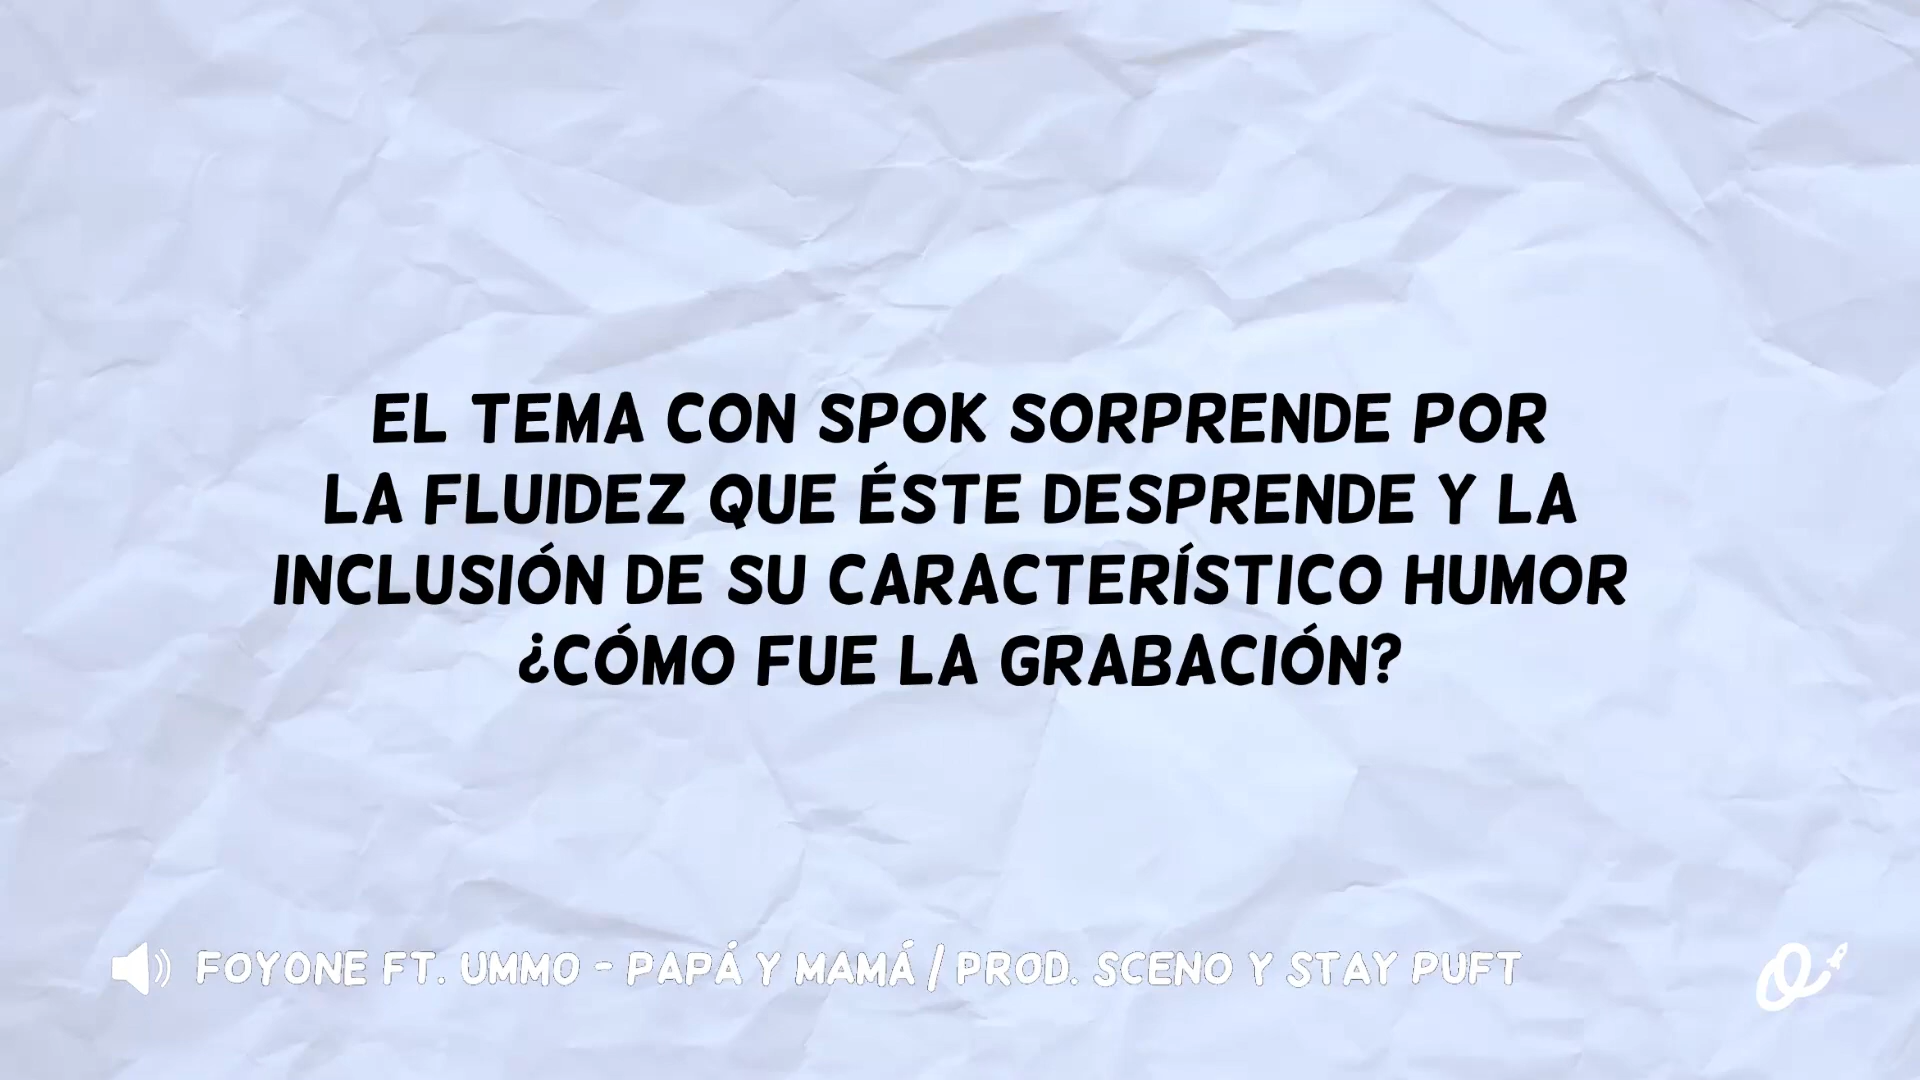 EL TEMA CON SPOK SORPRENDE POR
LA FLUIDEZ QUE ÉSTE DESPRENDE Y LA
INCLUSIÓN DE SU CARACTERÍSTICO HUMOR
¿CÓMO FUE LA GRABACIÓN?
FOYONE FT. UMMO - PAPÁ Y MAMÁ / PROD. SCENO Y STAY PUFT